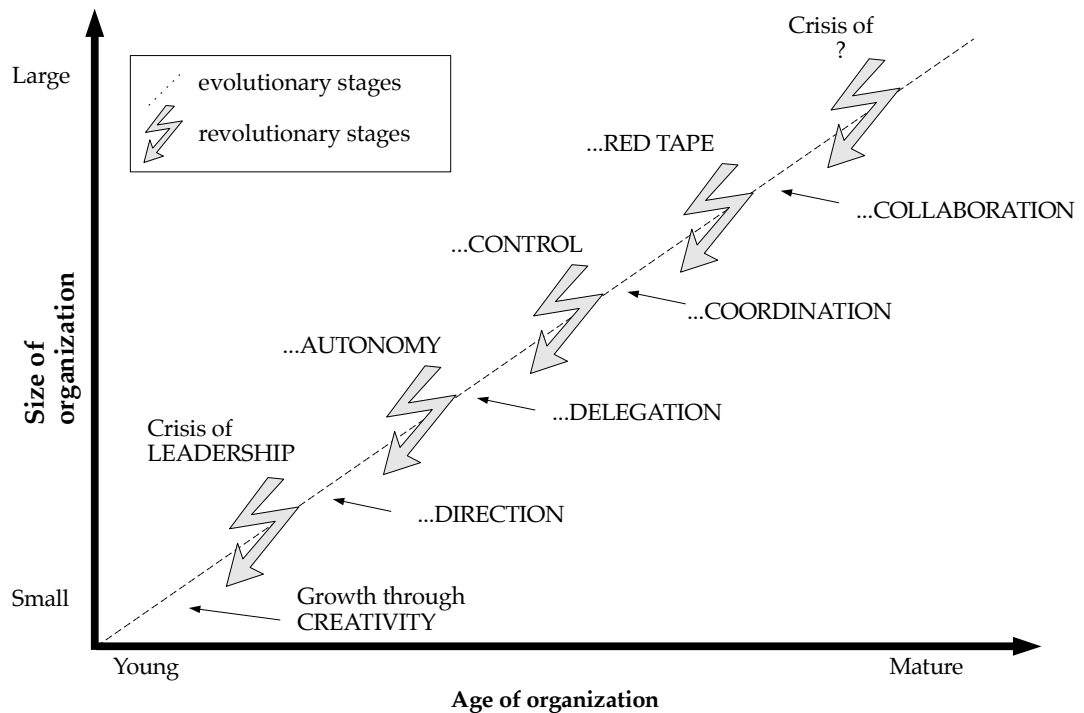 Crisis of
?
Large
evolutionary stages
revolutionary stages
...RED TAPE
...COLLABORATION
...CONTROL
...COORDINATION
Size of
organization
...AUTONOMY
...DELEGATION
Crisis of
LEADERSHIP
...DIRECTION
Small
Growth through
CREATIVITY
Young
Mature
Age of organization